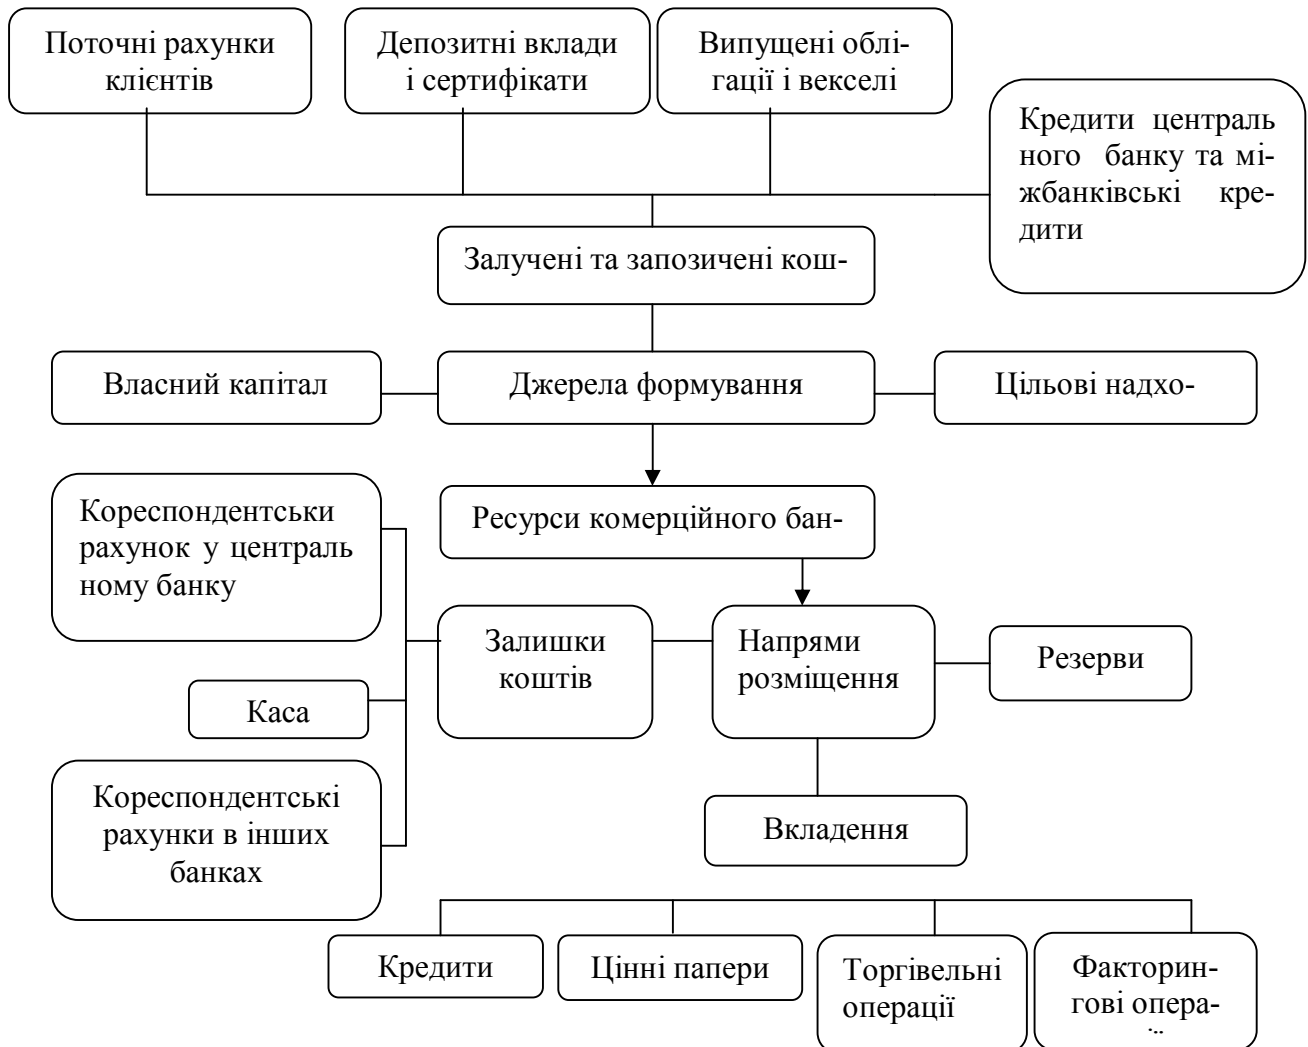 Поточні рахунки
клієнтів
Депозитні вклади
і сертифікати
Випущені облі-
гації і векселі
Кредити централь
ного банку та мі-
жбанківські кре-
дити
Залучені та запозичені кош-
Власний капітал
Джерела формування
Цільові надхо-
Ресурси комерційного бан-
Кореспондентськи
рахунок у централь
ному банку
Залишки
коштів
Напрями
розміщення
Резерви
Каса
Кореспондентські
рахунки в інших
банках
Вкладення
Кредити
Цінні папери
Торгівельні
операції
Факторин-
гові опера-